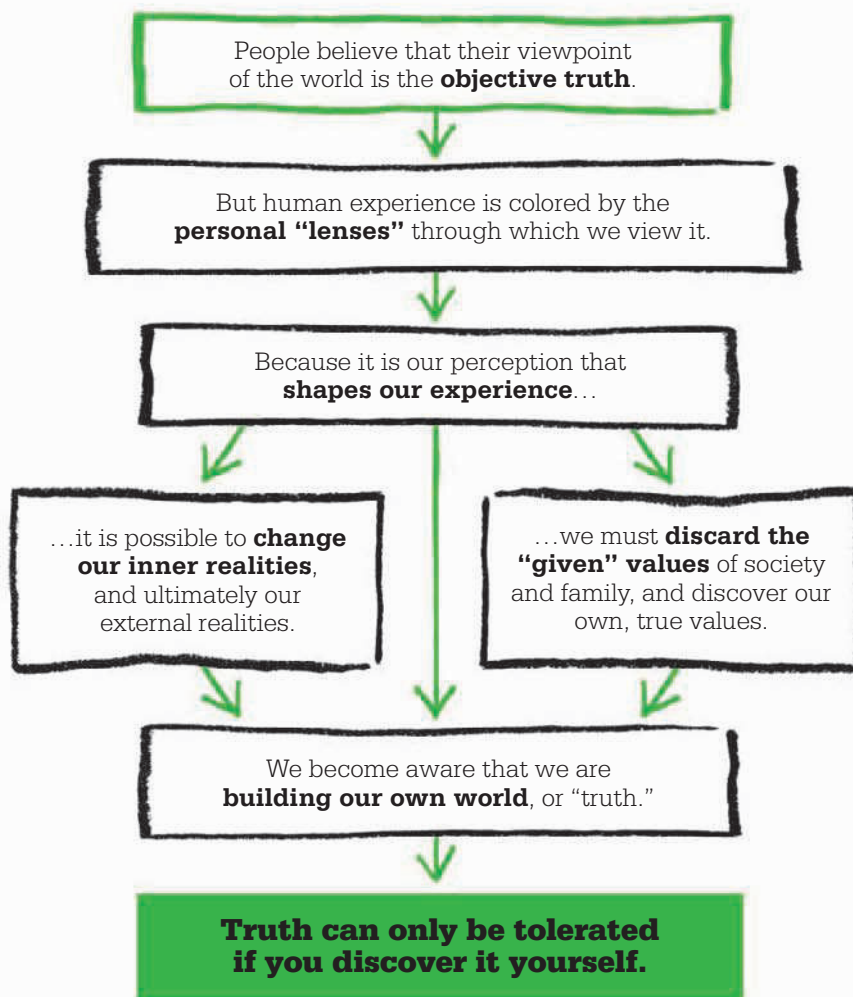 People believe that their viewpoint
of the world is the objective truth.
But human experience is colored by the
personal “lenses” through which we view it.
Because it is our perception that
shapes our experience…
…it is possible to change
our inner realities,
and ultimately our
external realities.
…we must discard the
“given” values of society
and family, and discover our
own, true values.
We become aware that we are
building our own world, or “truth.”
Truth can only be tolerated
if you discover it yourself.